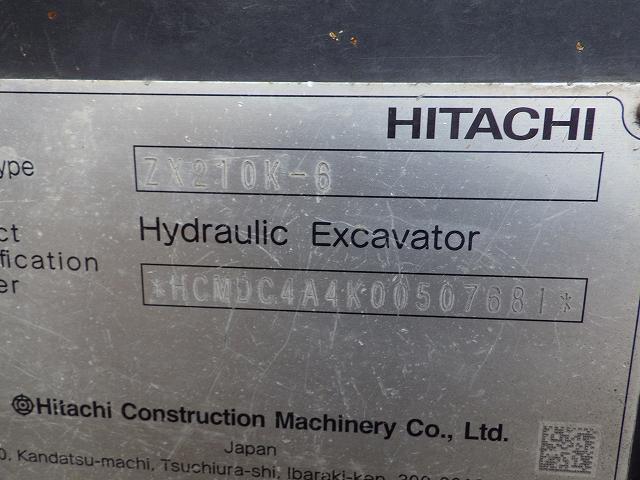 HITACHI
ype
ZX210K-6
ct
Hydraulic Excavator
fication
er
*HCMDC4A4K00507681*
Hitachi Construction Machinery Co., Ltd.
Japan
0, Kandatsu-machi, Tsuchiura-shi, Ibaraki-ken,